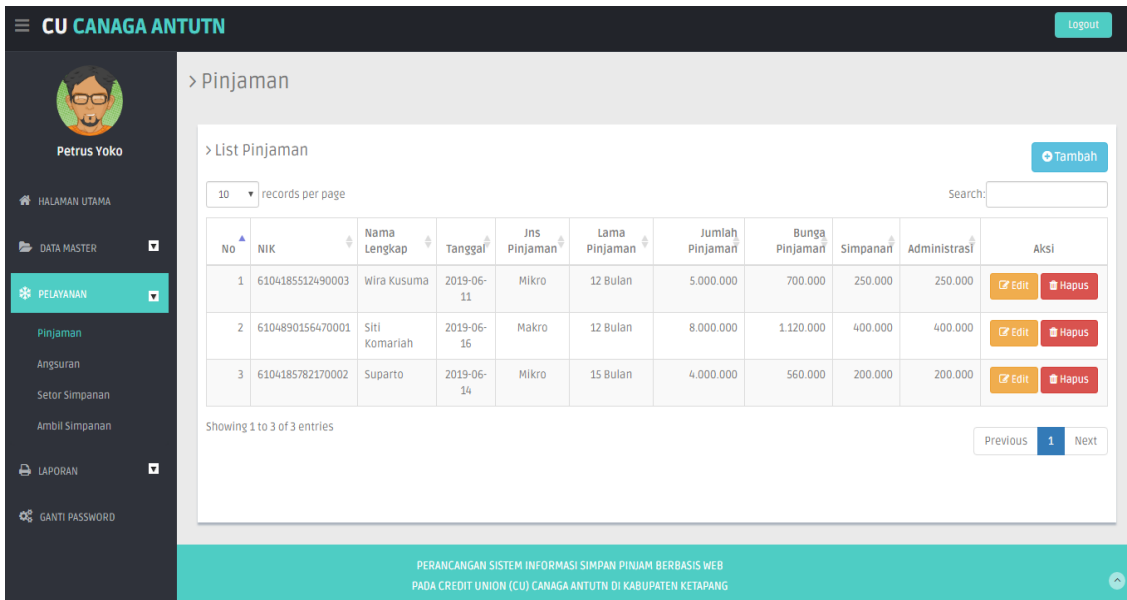 CU CANAGA ANTUTN
Logout
Petrus Yoko
HALAMAN UTAMA
DATA MASTER
PELAYANAN
Pinjaman
Angsuran
Setor Simpanan
Ambil Simpanan
LAPORAN
GANTI PASSWORD
> Pinjaman
> List Pinjaman
Tambah
10 records per page
Search:
No NIK Nama Lengkap Tanggal Jns Pinjaman Lama Pinjaman Jumlah Pinjaman Bunga Pinjaman Simpanan Administrasi Aksi
1 6104185512490003 Wira Kusuma 2019-06-11 Mikro 12 Bulan 5.000.000 700.000 250.000 250.000 Edit Hapus
2 6104890156470001 Siti Komariah 2019-06-16 Makro 12 Bulan 8.000.000 1.120.000 400.000 400.000 Edit Hapus
3 6104185782170002 Suparto 2019-06-14 Mikro 15 Bulan 4.000.000 560.000 200.000 200.000 Edit Hapus
Showing 1 to 3 of 3 entries
Previous 1 Next
PERANCANGAN SISTEM INFORMASI SIMPAN PINJAM BERBASIS WEB
PADA CREDIT UNION (CU) CANAGA ANTUTN DI KABUPATEN KETAPANG